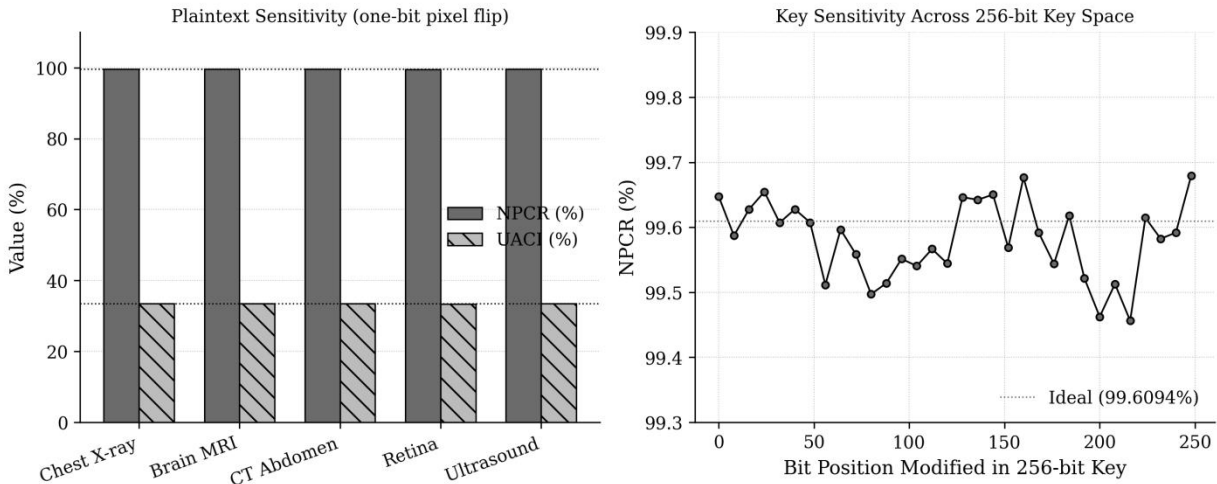 Plaintext Sensitivity (one-bit pixel flip)
100
80
60
40
20
0
Value (%)
NPCR (%)
UACI (%)
Chest X-ray
Brain MRI
CT Abdomen
Retina
Ultrasound
Key Sensitivity Across 256-bit Key Space
99.9
99.8
99.7
99.6
99.5
99.4
99.3
NPCR (%)
Ideal (99.6094%)
0 50 100 150 200 250
Bit Position Modified in 256-bit Key